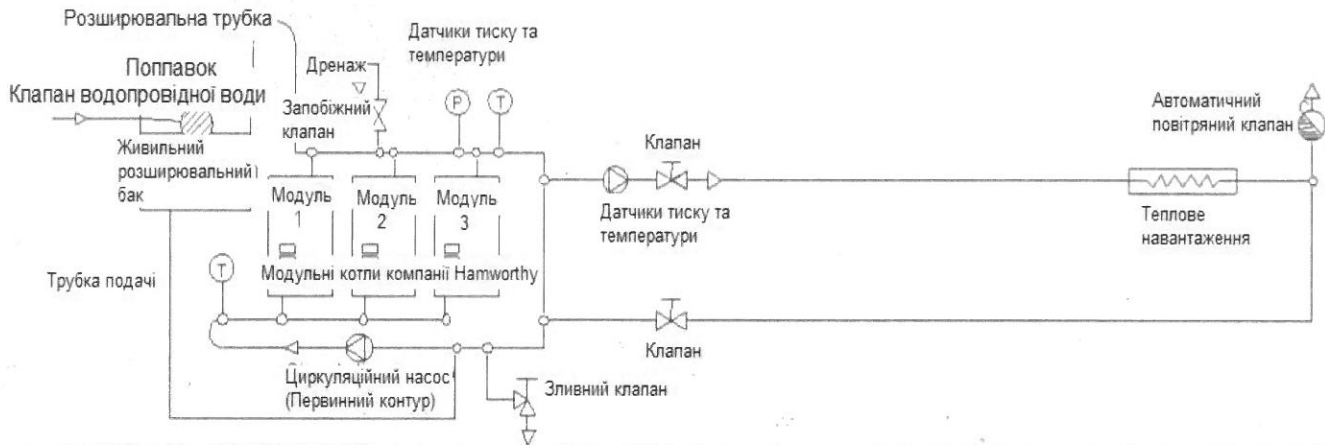 Розширювальна трубка
Датчики тиску та
температури
Поплавок
Клапан водопровідної води
Дренаж
Запобіжний
клапан
P
T
Автоматичний
повітряний клапан
Живильний
розширювальний
бак
Клапан
Модуль
1
Модуль
2
Модуль
3
Датчики тиску та
температури
Теплове
навантаження
Трубка подачі
T
Модульні котли компанії Hamworthy
Клапан
Циркуляційний насос
(Первинний контур)
Зливний клапан